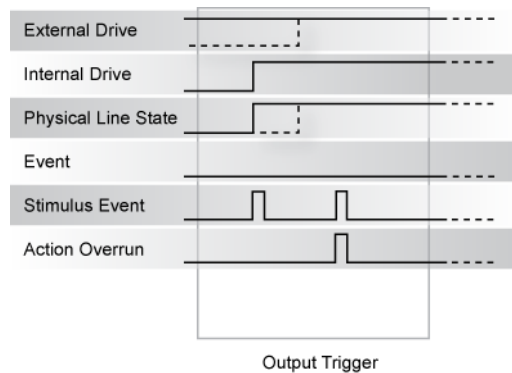 External Drive
Internal Drive
Physical Line State
Event
Stimulus Event
Action Overrun
Output Trigger